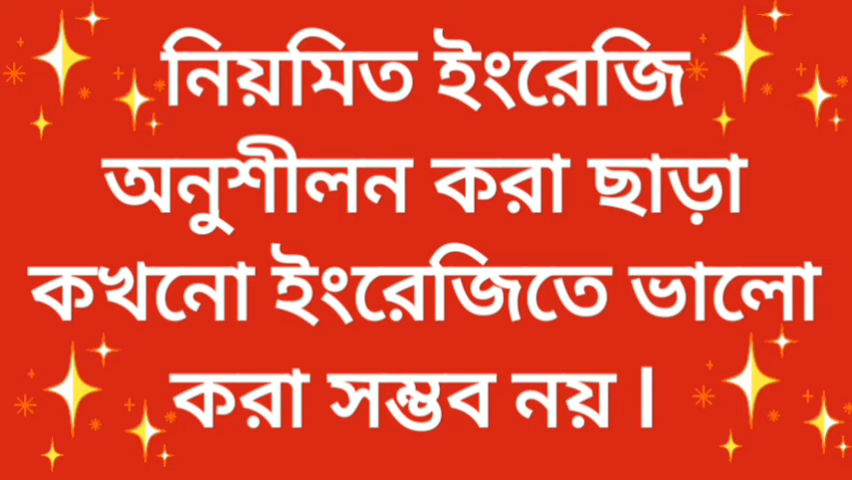 নিয়মিত ইংরেজি
অনুশীলন করা ছাড়া
কখনো ইংরেজিতে ভালো
করা সম্ভব নয় ।